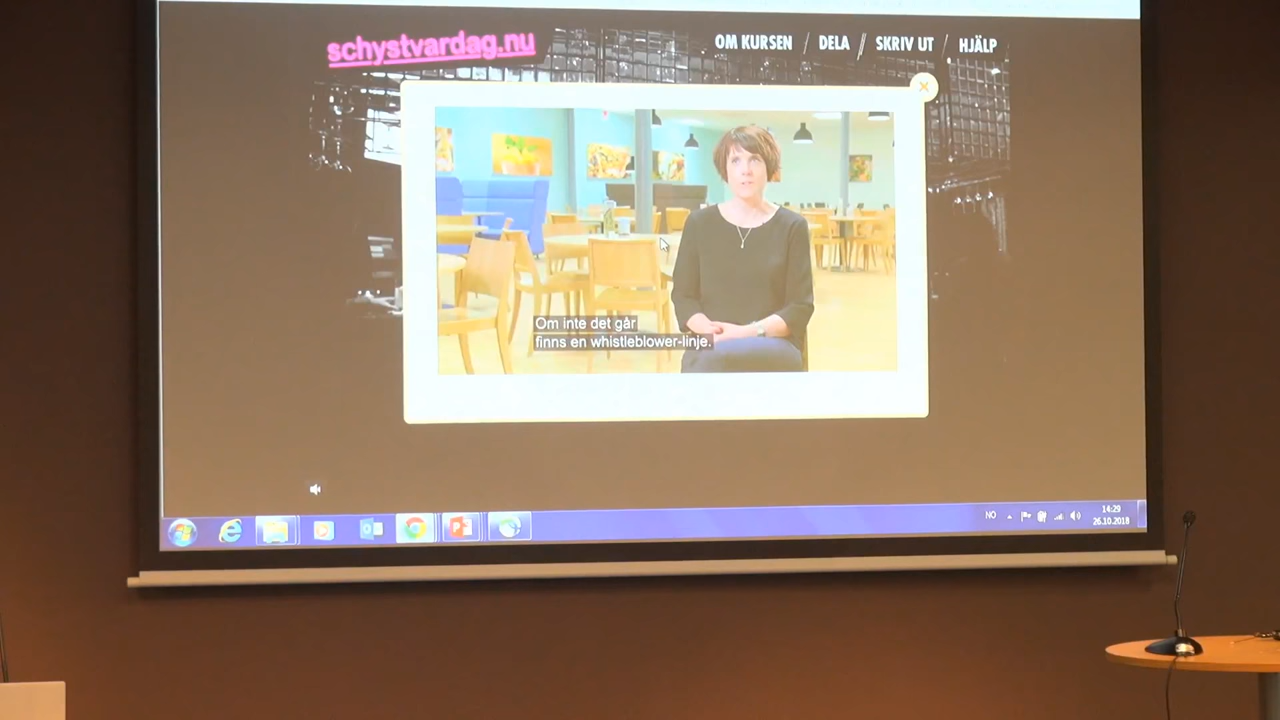 schystvardag.nu
OM KURSEN / DELA / SKRIV UT / HJÄLP
Om inte det går
finns en whistleblower-linje.
NO
14:29
26.10.2018